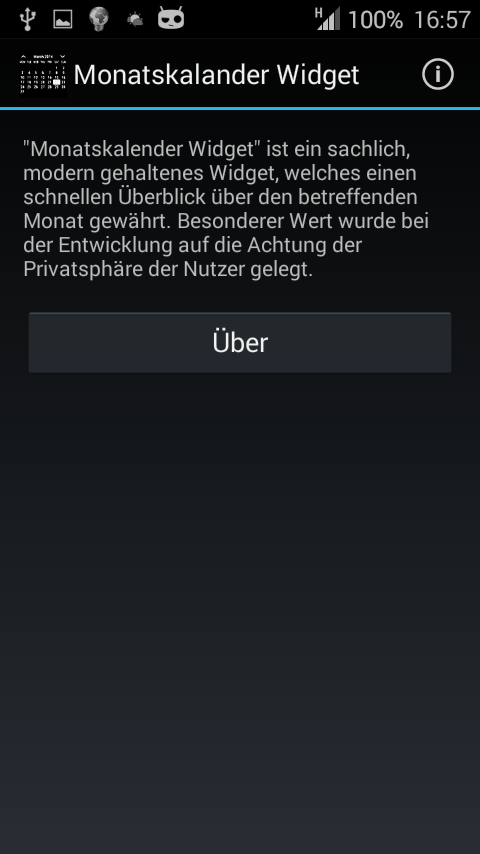 H 100% 16:57
Monatskalander Widget
"Monatskalender Widget" ist ein sachlich,
modern gehaltenes Widget, welches einen
schnellen Überblick über den betreffenden
Monat gewährt. Besonderer Wert wurde bei
der Entwicklung auf die Achtung der
Privatsphäre der Nutzer gelegt.
Über